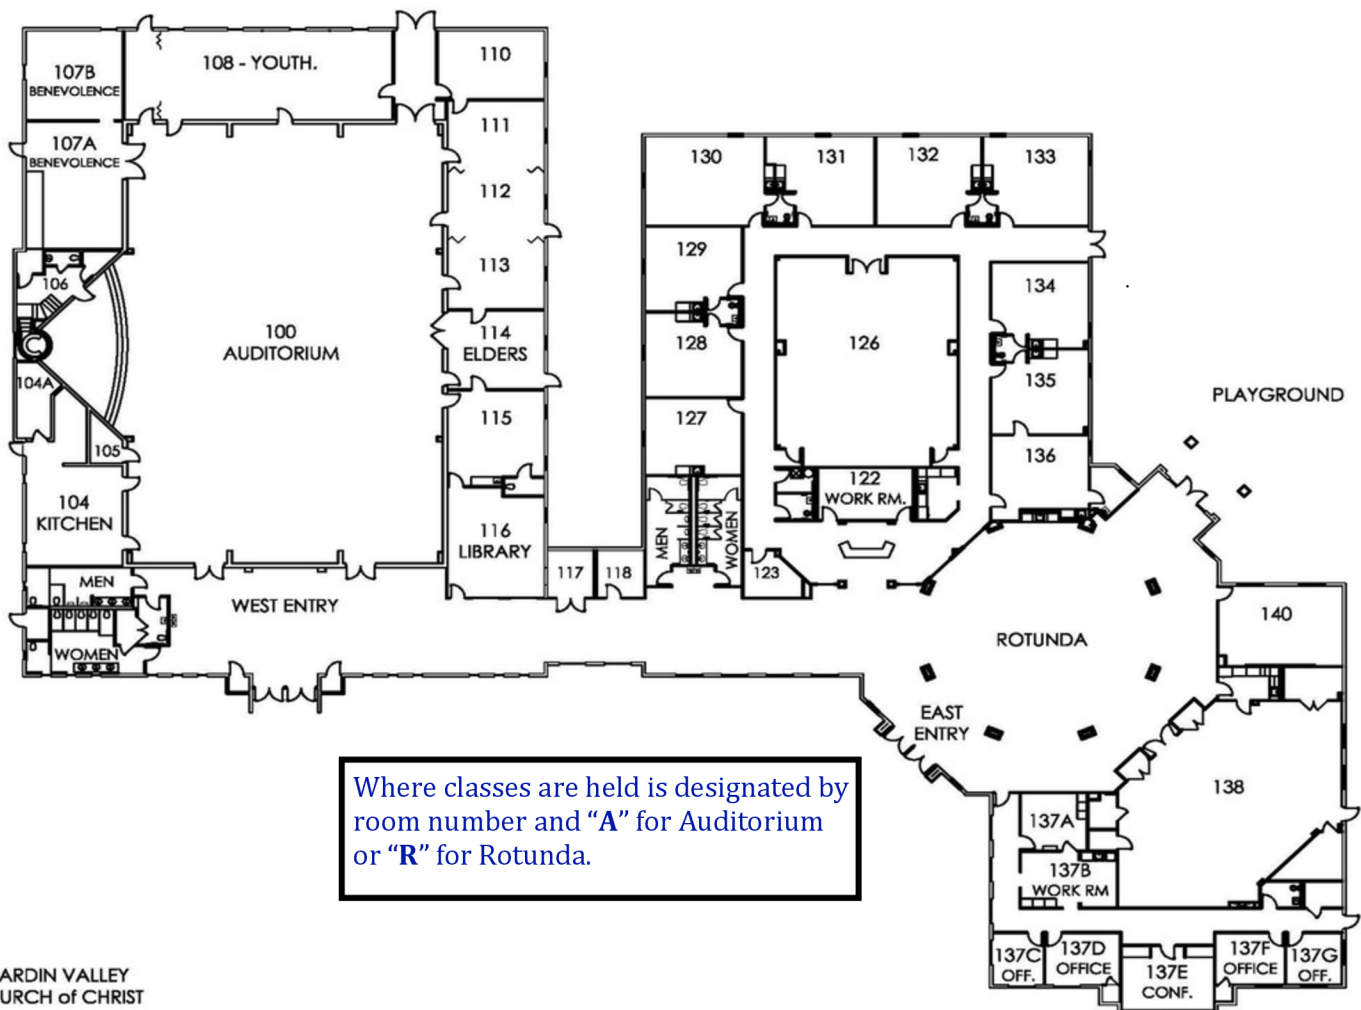 107B
BENEVOLENCE
108 - YOUTH.
110
107A
BENEVOLENCE
111
112
113
106
100
AUDITORIUM
114
ELDERS
104A
115
105
104
KITCHEN
116
LIBRARY
MEN
WOMEN
WEST ENTRY
117
118
MEN
WOMEN
123
130
131
132
133
129
128
127
126
134
135
136
122
WORK RM.
PLAYGROUND
ROTUNDA
140
EAST
ENTRY
138
137A
137B
WORK RM
137C
OFF.
137D
OFFICE
137E
CONF.
137F
OFFICE
137G
OFF.
Where classes are held is designated by
room number and “A” for Auditorium
or “R” for Rotunda.
ARDIN VALLEY
URCH of CHRIST